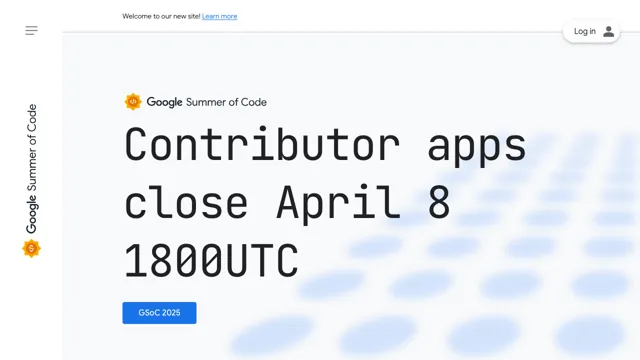 Welcome to our new site! Learn more
Log in
Google Summer of Code
Google Summer of Code
Contributor apps
close April 8
1800UTC
GSoC 2025